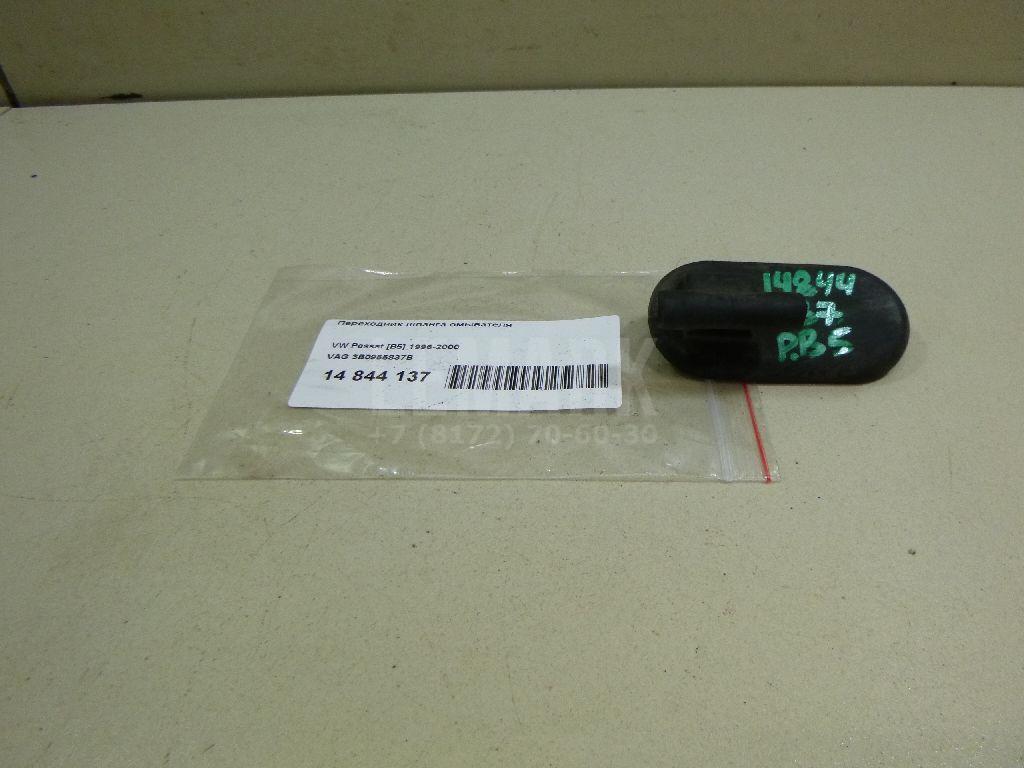 Переходник шланга омывателя
VW Passat [B5] 1996-2000
VAG 3B0955837B
14 844 137
+7 (8172) 70-60-30
14844
37
P.B5